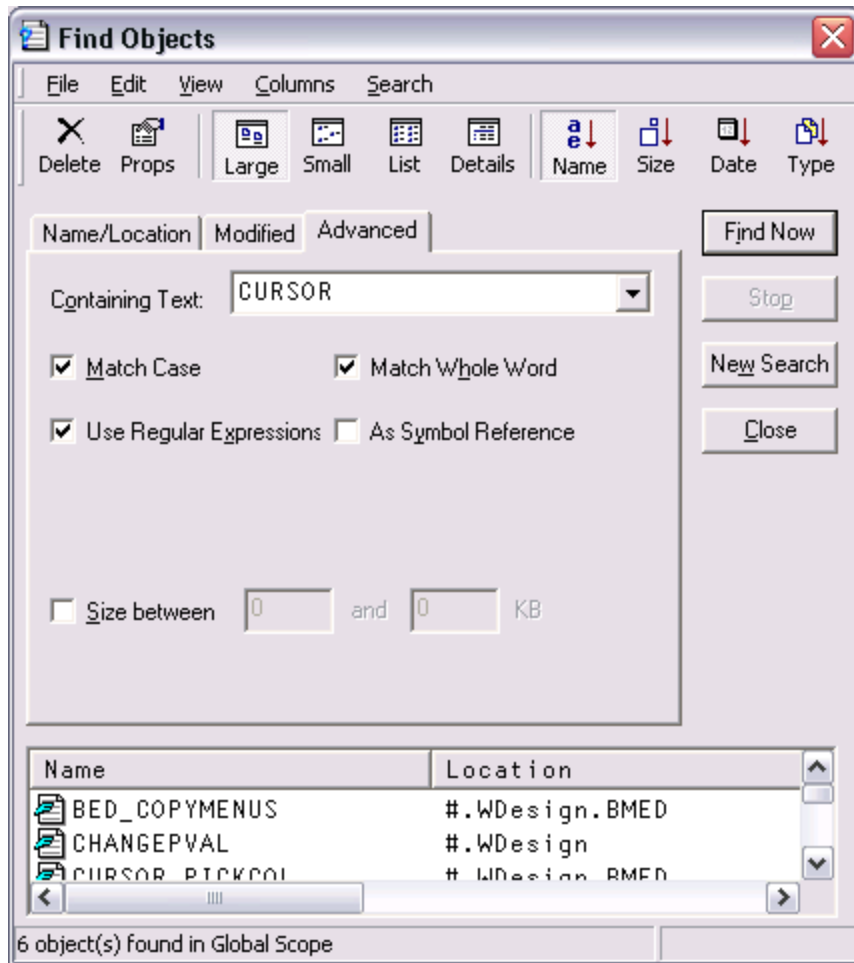 Find Objects
File Edit View Columns Search
Delete Props Large Small List Details Name Size Date Type
Name/Location Modified Advanced Find Now
Containing Text: CURSOR Stop
Match Case Match Whole Word New Search
Use Regular Expressions As Symbol Reference Close
Size between 0 and 0 KB
Name Location
BED_COPYMENUS #.WDesign.BMED
CHANGEPVAL #.WDesign
CURSOR_PICKCOL #.WDesign.BMED
6 object(s) found in Global Scope